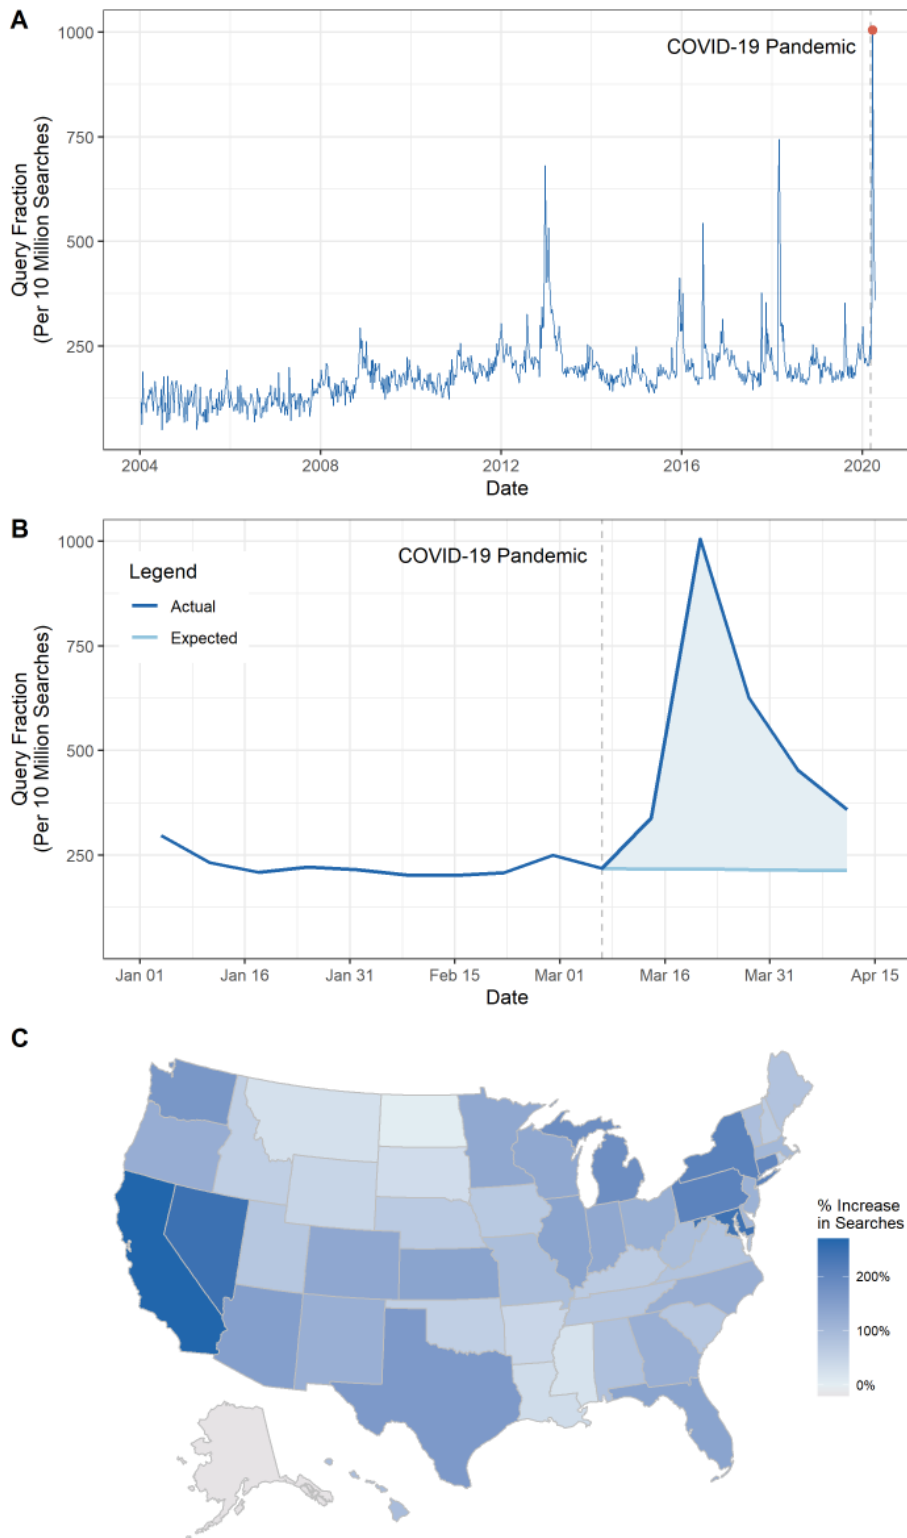 A
1000
750
500
250
Query Fraction
(Per 10 Million Searches)
COVID-19 Pandemic
2004 2008 2012 2016 2020
Date
B
1000
750
500
250
Query Fraction
(Per 10 Million Searches)
COVID-19 Pandemic
Legend
Actual
Expected
Jan 01 Jan 16 Jan 31 Feb 15 Mar 01 Mar 16 Mar 31 Apr 15
Date
C
% Increase
in Searches
200%
100%
0%